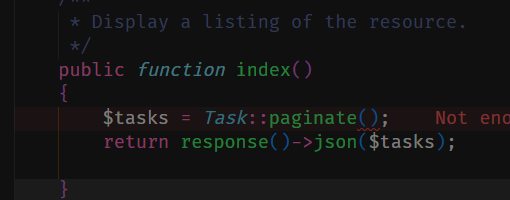 /**
* Display a listing of the resource.
*/
public function index()
{
$tasks = Task::paginate(); Not eno
return response()->json($tasks);
}